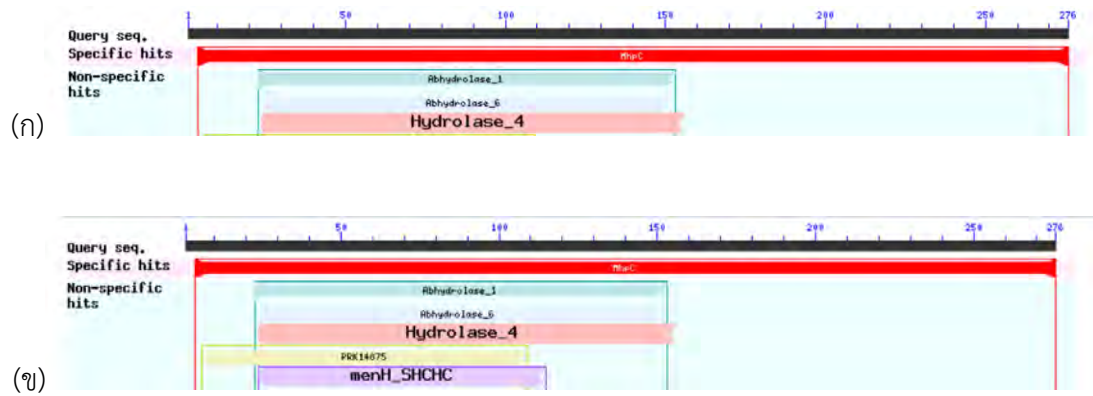 1 50 100 150 200 250 276
Query seq.
Specific hits MhpC
Non-specific hits Abhydrolase_1
Abhydrolase_6
(ก) Hydrolase_4
1 50 100 150 200 250 270
Query seq.
Specific hits MhpC
Non-specific hits Abhydrolase_1
Abhydrolase_6
Hydrolase_4
PRK14875
(ข) menH_SHCHC